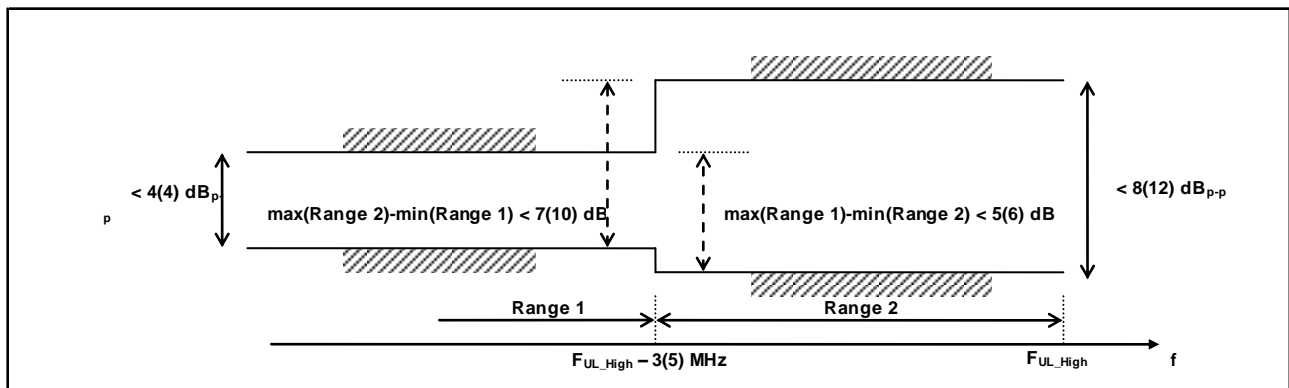 < 4(4) dBp-
p
max(Range 2)-min(Range 1) < 7(10) dB
max(Range 1)-min(Range 2) < 5(6) dB
< 8(12) dBp-p
Range 1
Range 2
FUL_High – 3(5) MHz
FUL_High
f